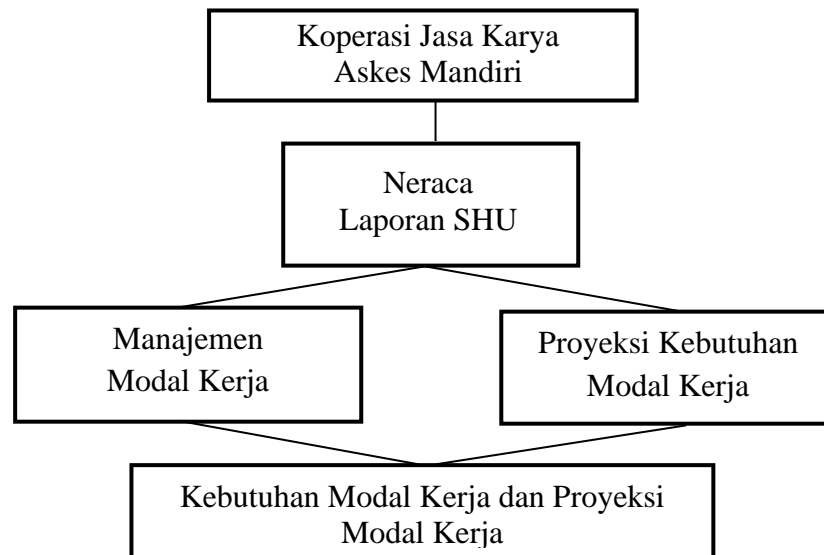 Koperasi Jasa Karya
Askes Mandiri
Neraca
Laporan SHU
Manajemen
Modal Kerja
Proyeksi Kebutuhan
Modal Kerja
Kebutuhan Modal Kerja dan Proyeksi
Modal Kerja